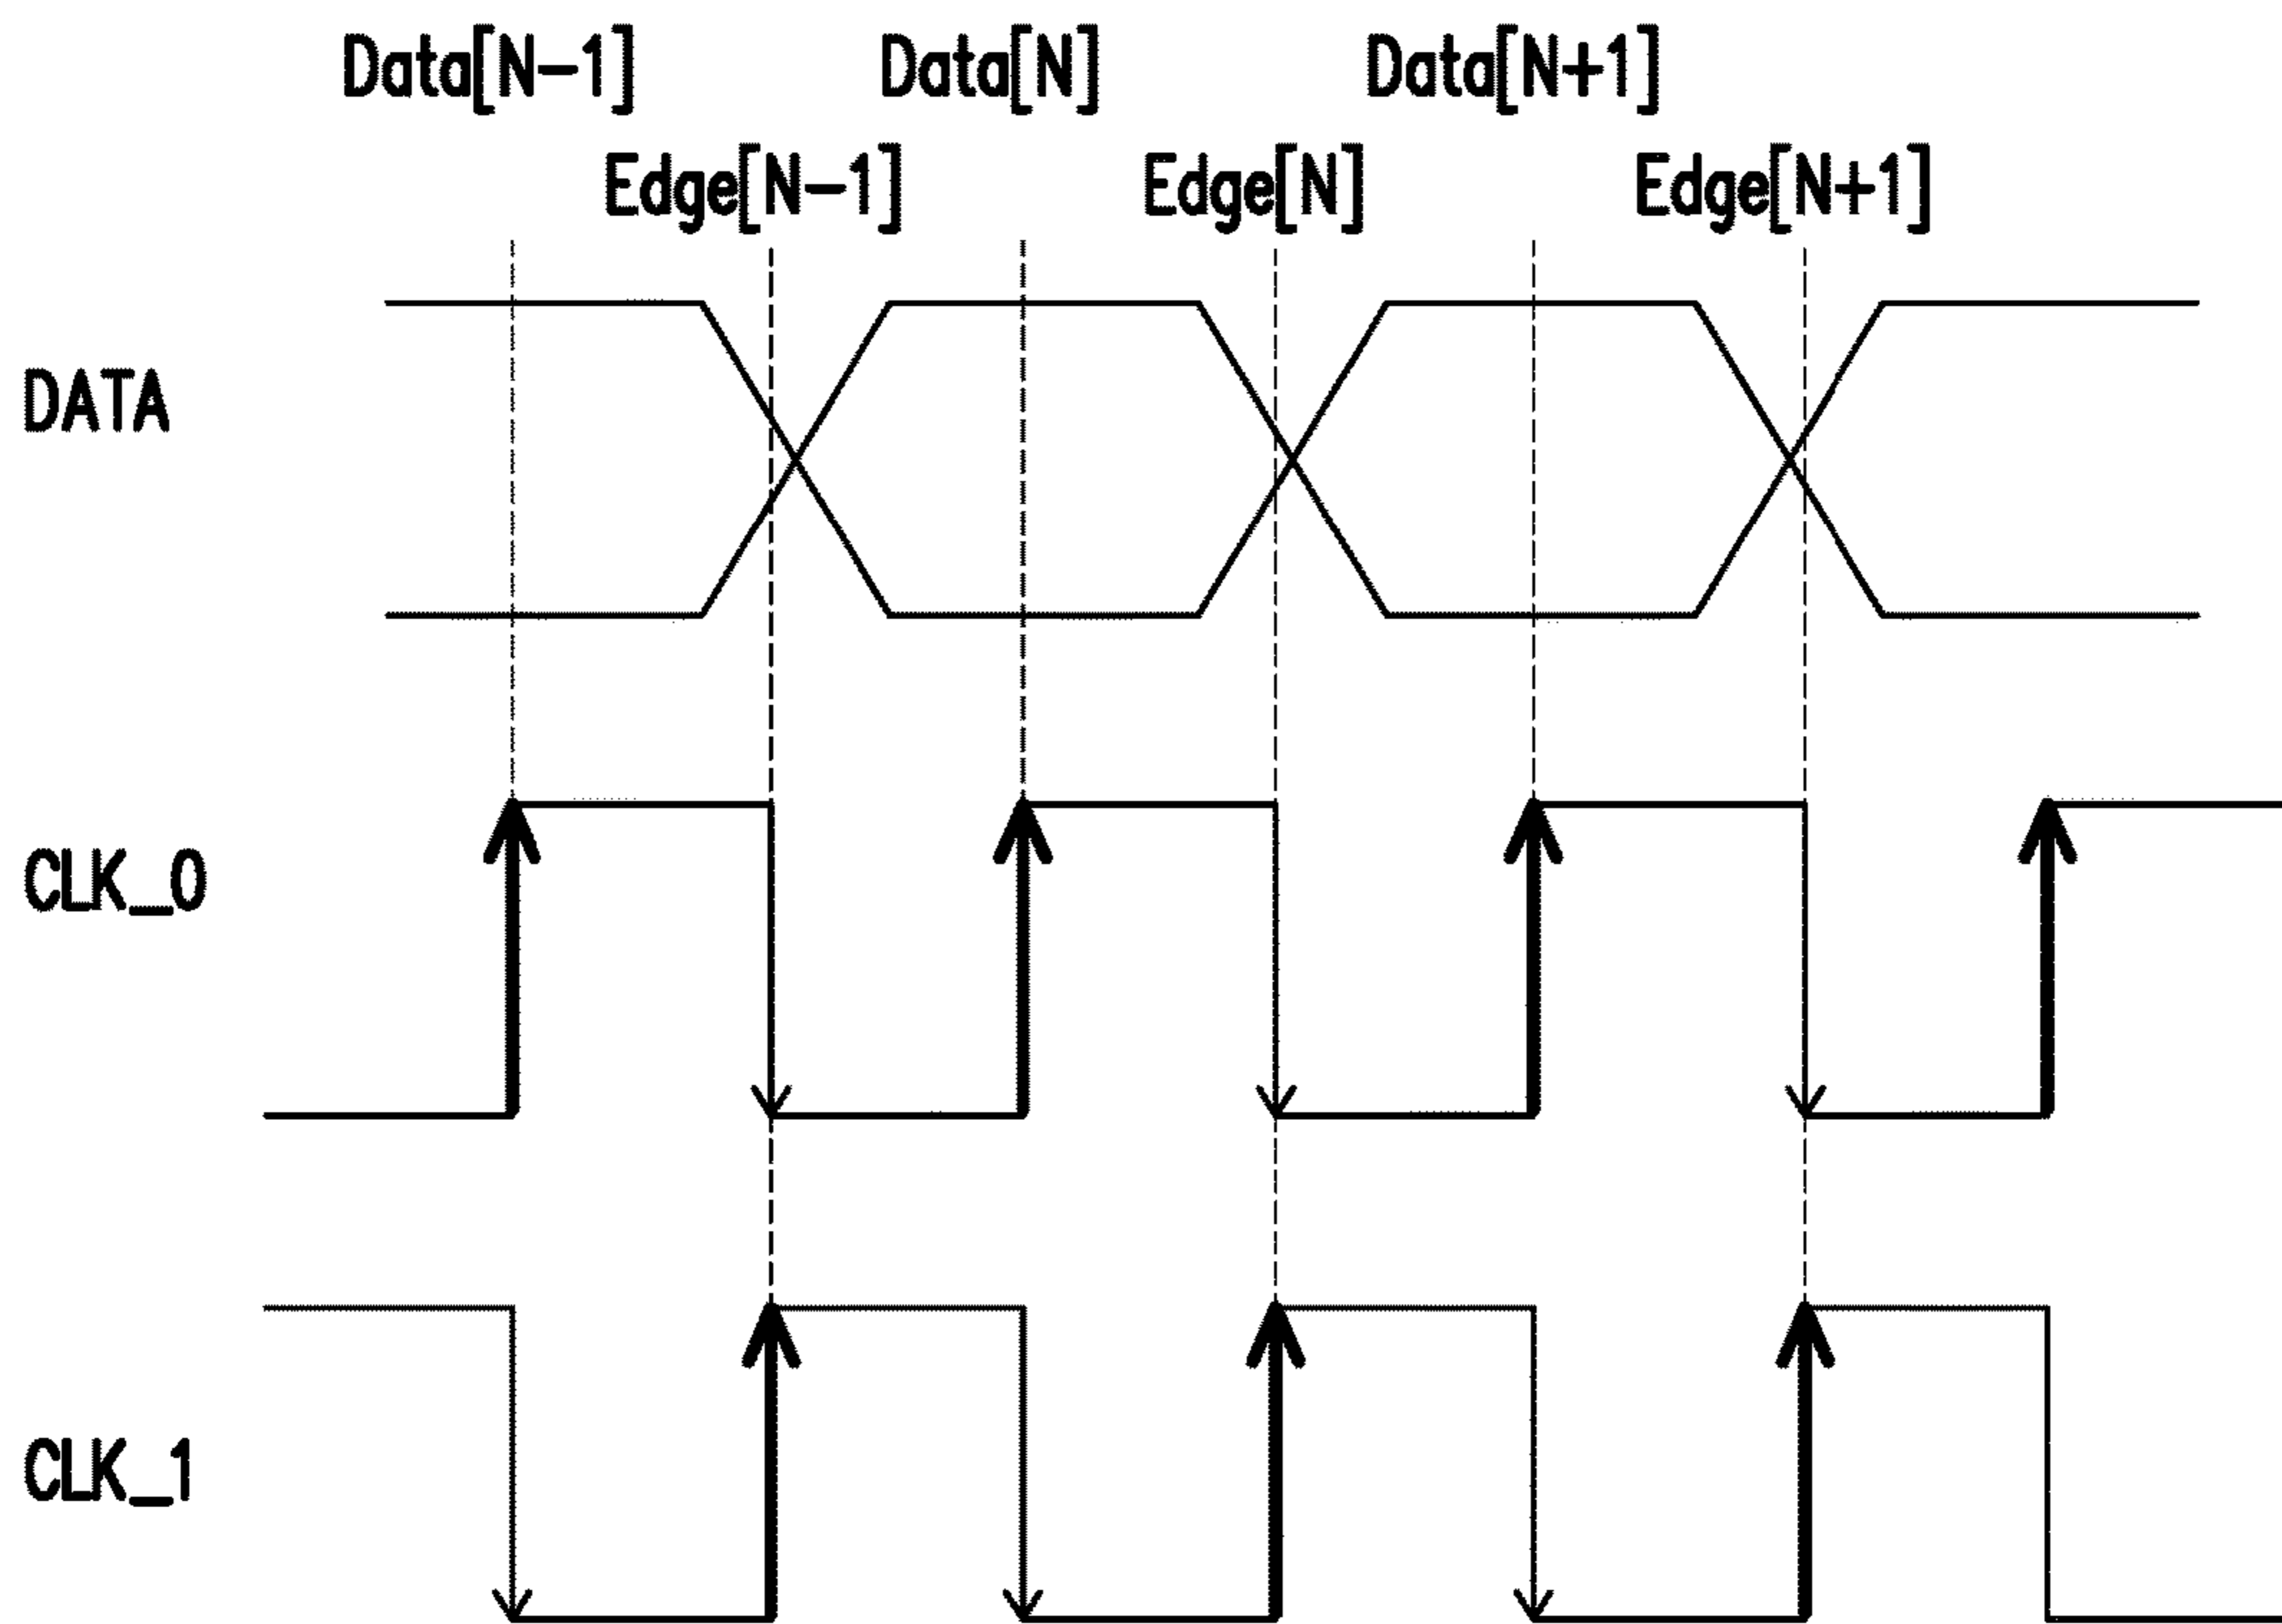 Data[N-1] Data[N] Data[N+1]
Edge[N-1] Edge[N] Edge[N+1]
DATA
CLK_0
CLK_1